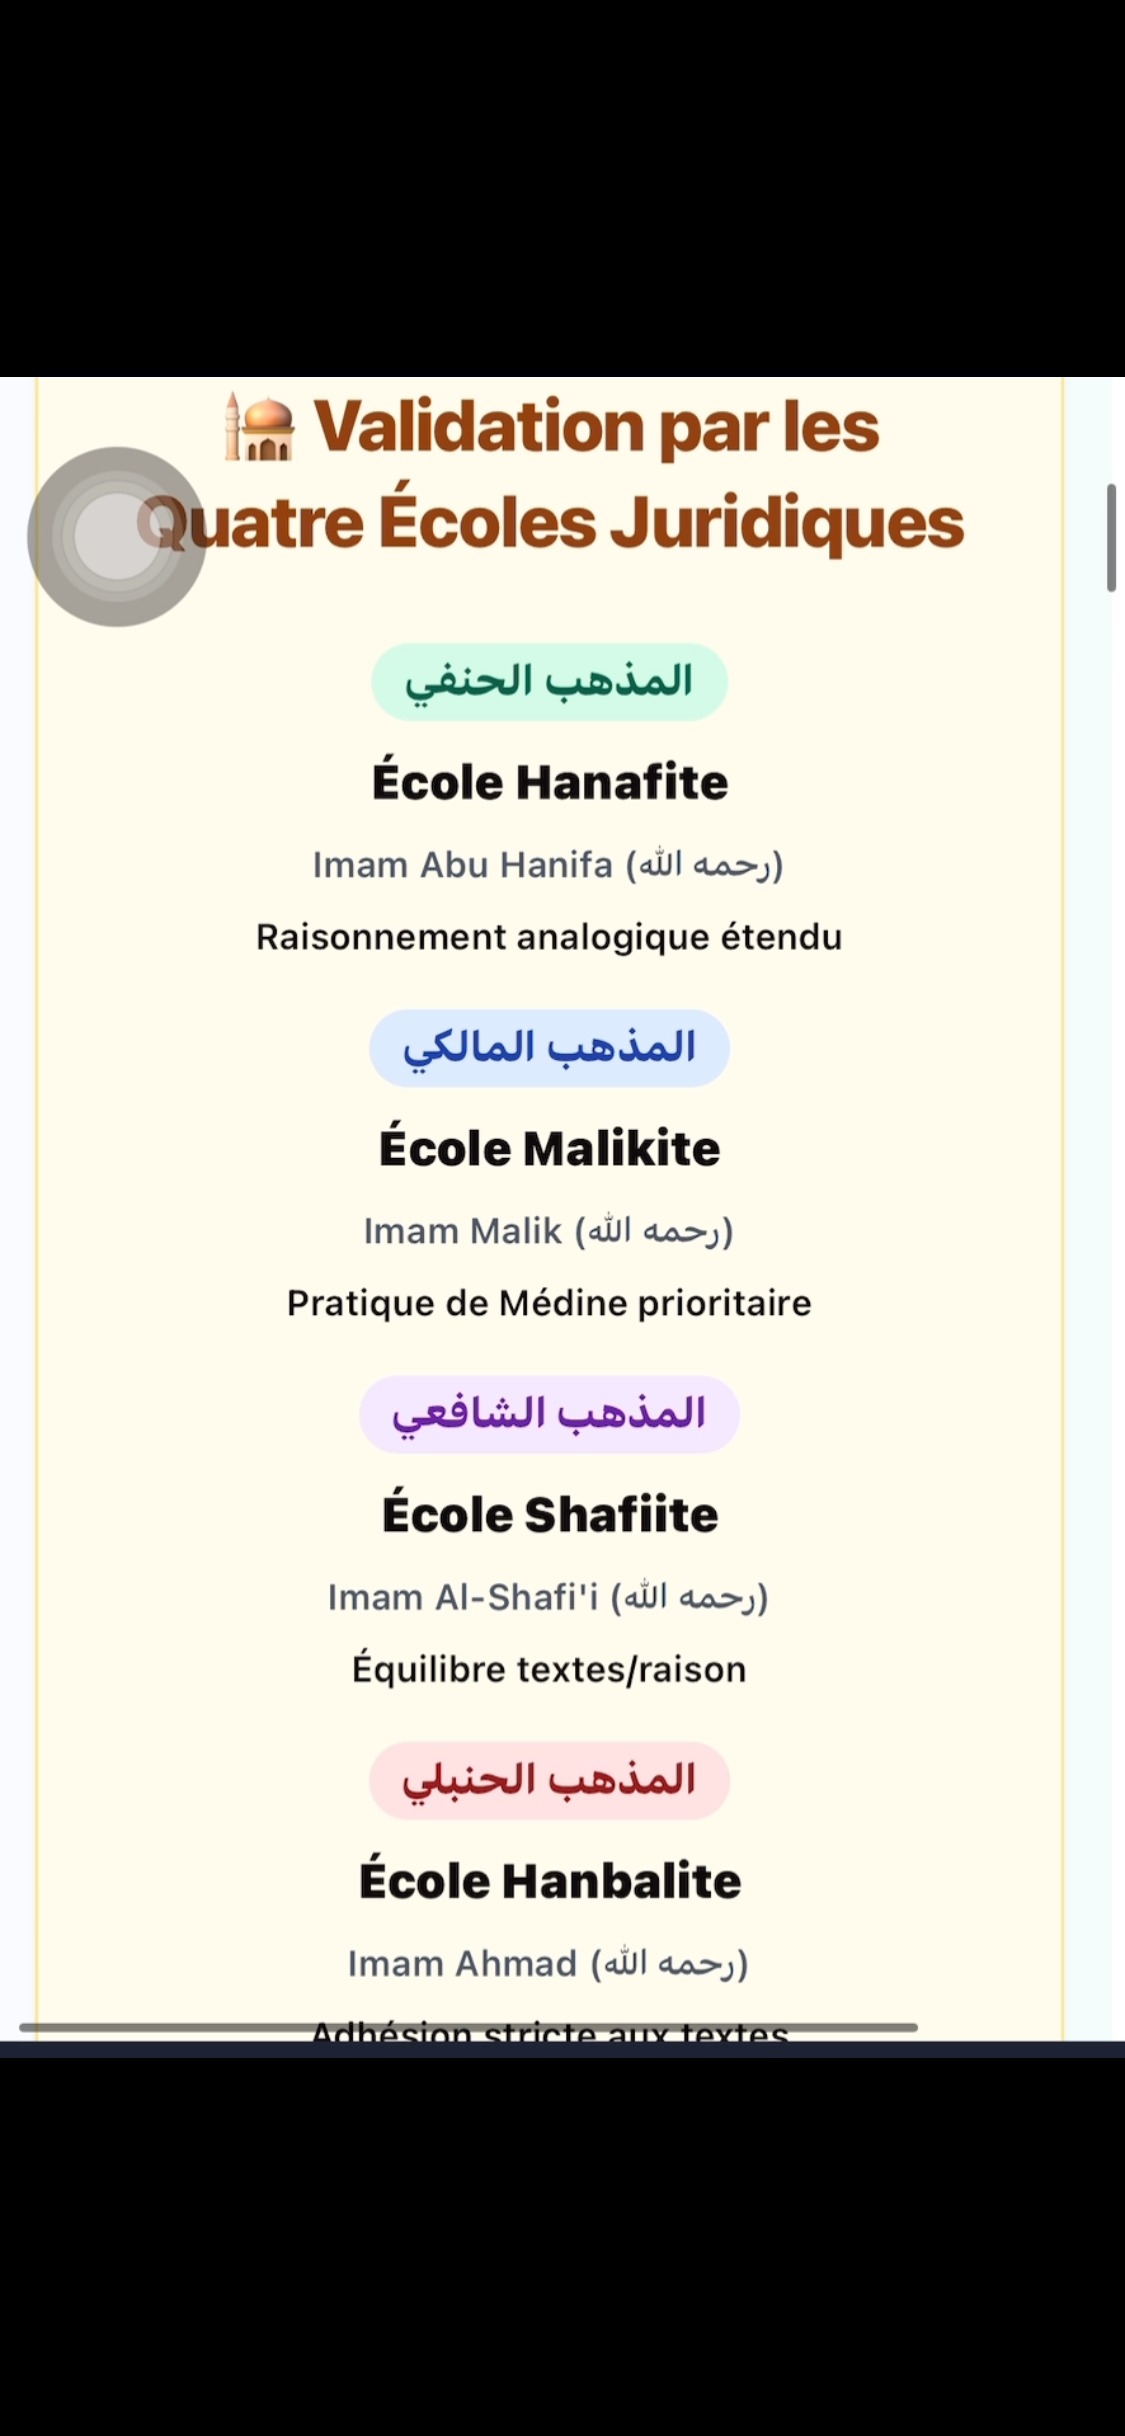 🕌 Validation par les
Quatre Écoles Juridiques
المذهب الحنفي
École Hanafite
Imam Abu Hanifa (رحمه الله)
Raisonnement analogique étendu
المذهب المالكي
École Malikite
Imam Malik (رحمه الله)
Pratique de Médine prioritaire
المذهب الشافعي
École Shafiite
Imam Al-Shafi'i (رحمه الله)
Équilibre textes/raison
المذهب الحنبلي
École Hanbalite
Imam Ahmad (رحمه الله)
Adhésion stricte aux textes